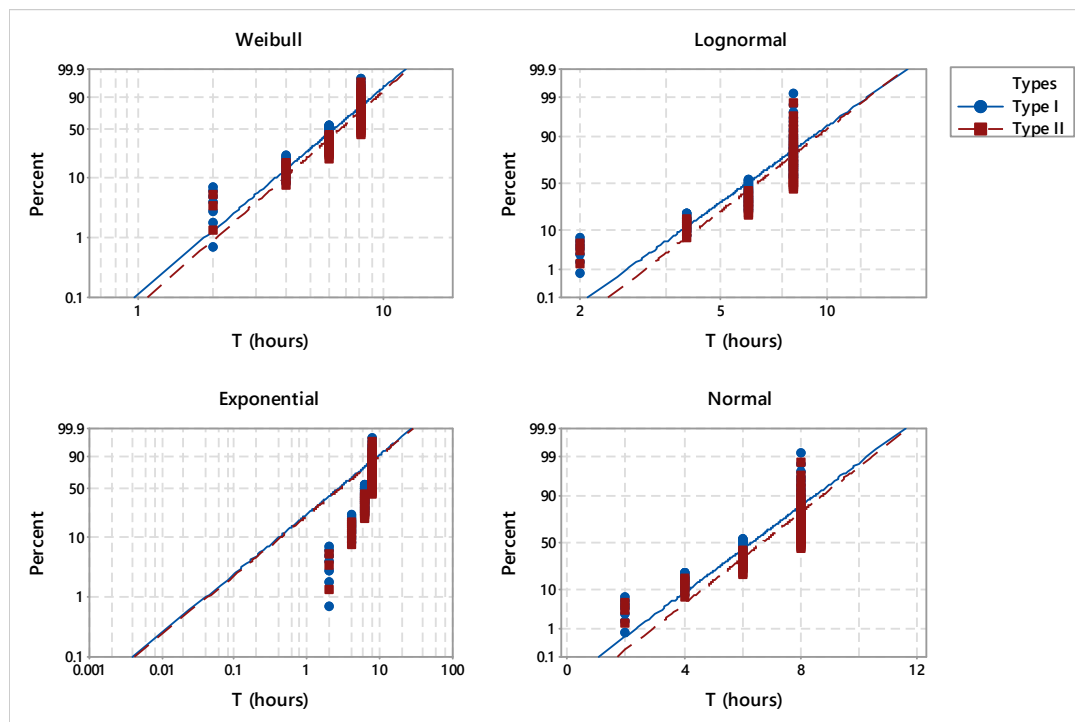 Weibull
99.9
90
50
10
1
0.1
Percent
1 10
T (hours)
Lognormal
99.9
99
90
50
10
1
0.1
Percent
2 5 10
T (hours)
Types
Type I
Type II
Exponential
99.9
90
50
10
1
0.1
Percent
0.001 0.01 0.1 1 10 100
T (hours)
Normal
99.9
99
90
50
10
1
0.1
Percent
0 4 8 12
T (hours)